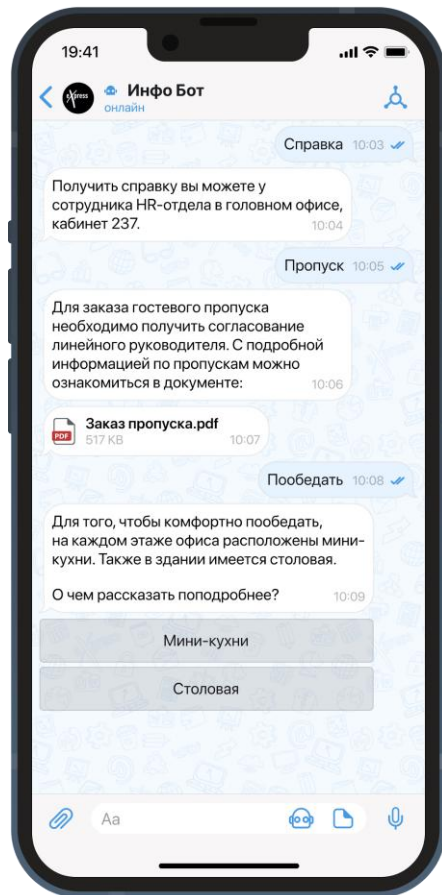 19:41
eXpress
Инфо Бот
онлайн
Справка 10:03
Получить справку вы можете у
сотрудника HR-отдела в головном офисе,
кабинет 237. 10:04
Пропуск 10:05
Для заказа гостевого пропуска
необходимо получить согласование
линейного руководителя. С подробной
информацией по пропускам можно
ознакомиться в документе: 10:06
PDF
Заказ пропуска.pdf
517 KB 10:07
Пообедать 10:08
Для того, чтобы комфортно пообедать,
на каждом этаже офиса расположены мини-
кухни. Также в здании имеется столовая.
О чем рассказать поподробнее? 10:09
Мини-кухни
Столовая
Aa